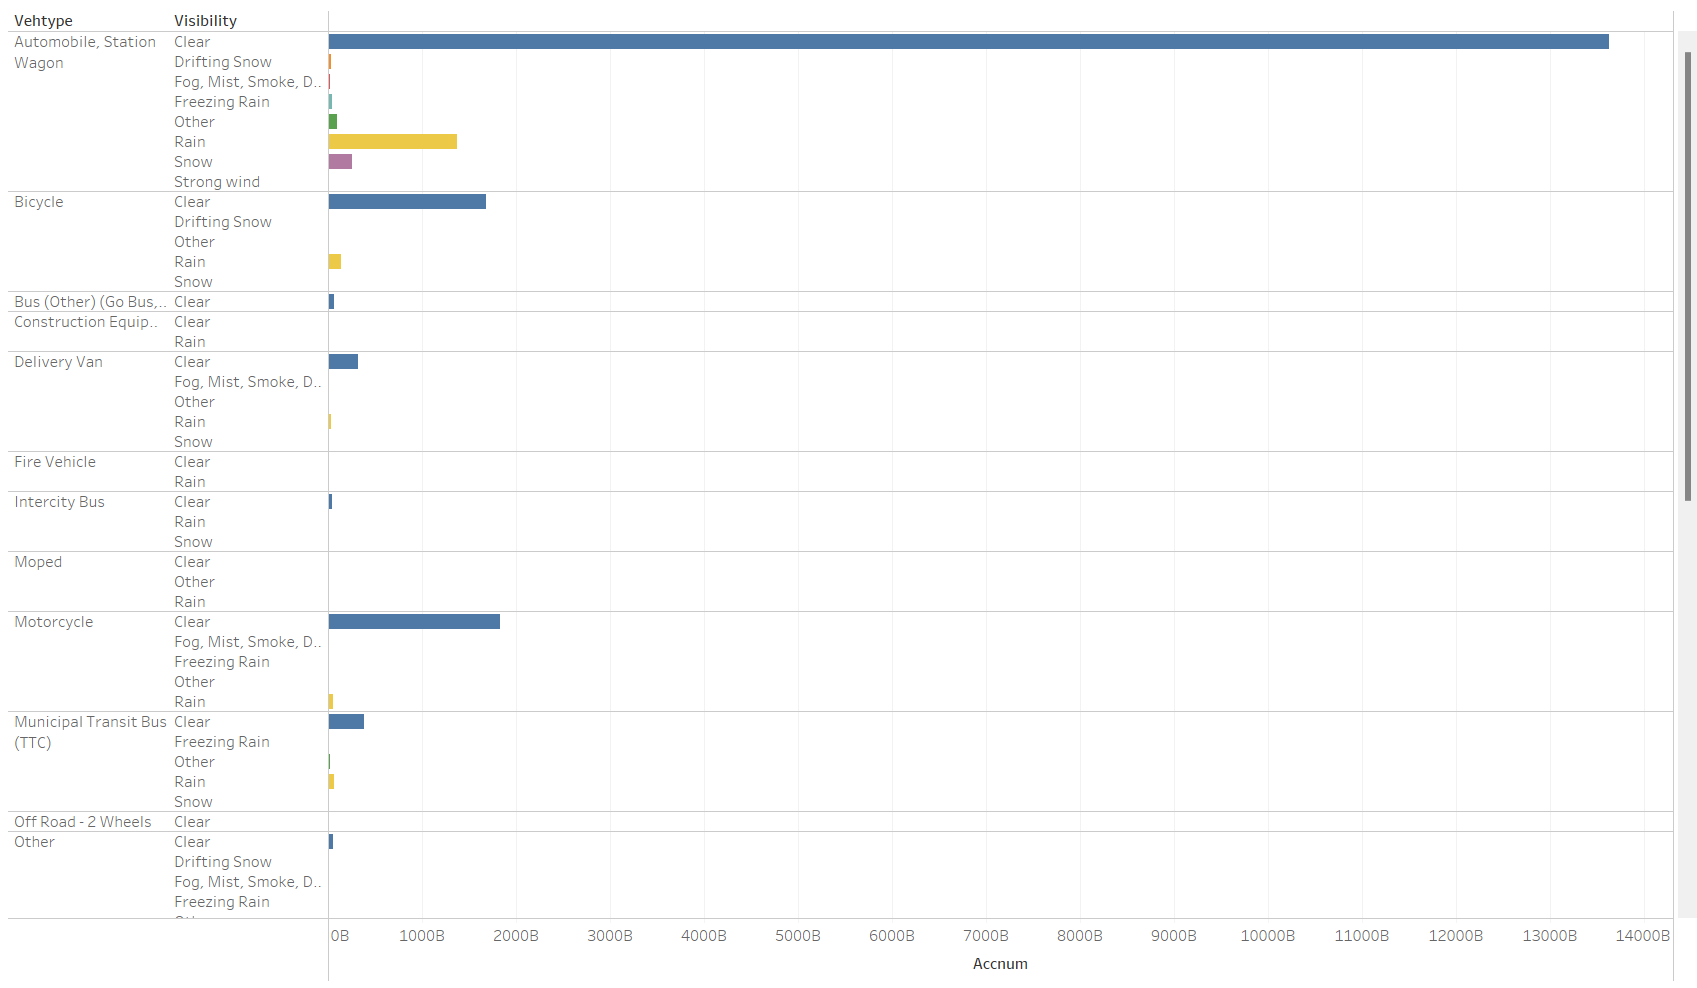 Vehtype Visibility
Automobile, Station Clear
Wagon Drifting Snow
Fog, Mist, Smoke, D..
Freezing Rain
Other
Rain
Snow
Strong wind
Bicycle Clear
Drifting Snow
Other
Rain
Snow
Bus (Other) (Go Bus,.. Clear
Construction Equip.. Clear
Rain
Delivery Van Clear
Fog, Mist, Smoke, D..
Other
Rain
Snow
Fire Vehicle Clear
Rain
Intercity Bus Clear
Rain
Snow
Moped Clear
Other
Rain
Motorcycle Clear
Fog, Mist, Smoke, D..
Freezing Rain
Other
Rain
Municipal Transit Bus Clear
(TTC) Freezing Rain
Other
Rain
Snow
Off Road - 2 Wheels Clear
Other Clear
Drifting Snow
Fog, Mist, Smoke, D..
Freezing Rain
0B 1000B 2000B 3000B 4000B 5000B 6000B 7000B 8000B 9000B 10000B 11000B 12000B 13000B 14000B
Accnum